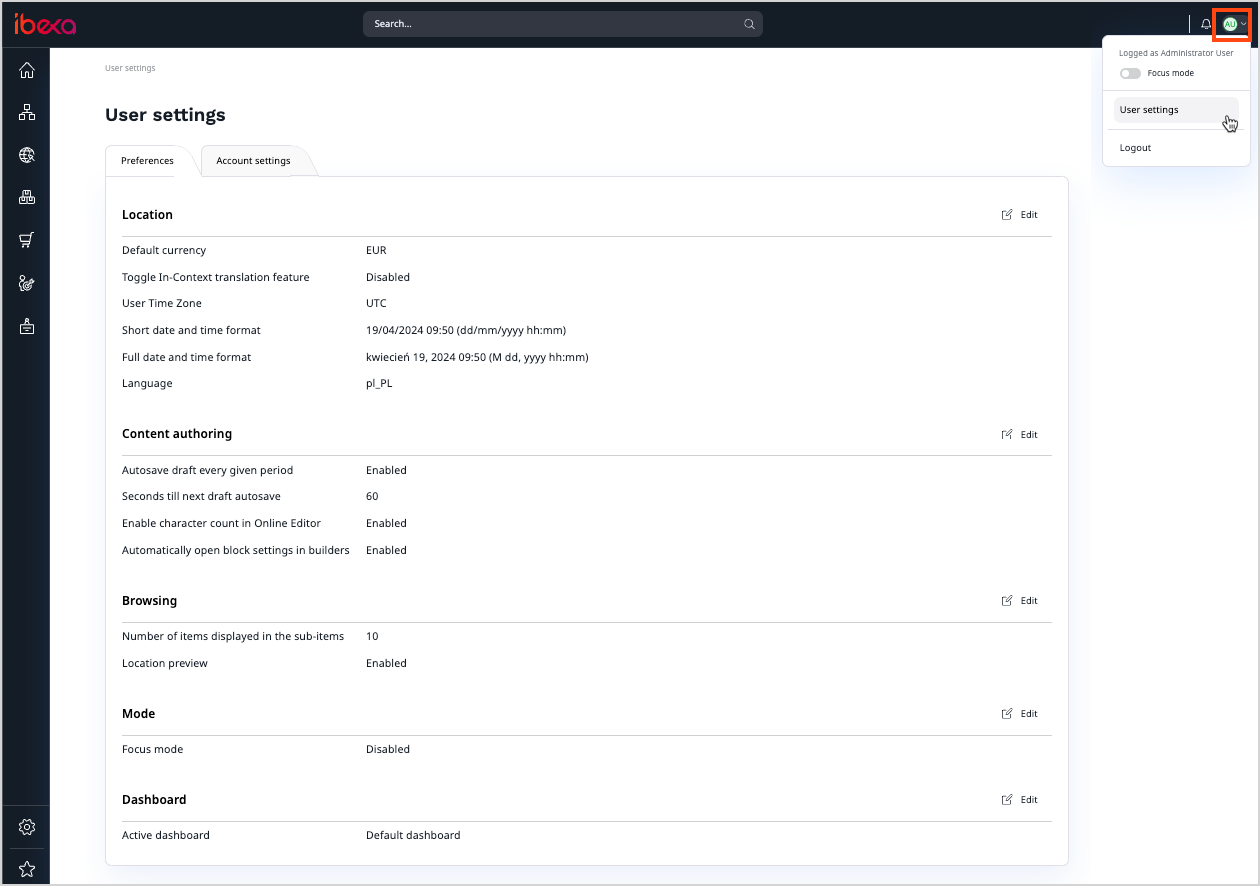 ibexa
Search...
AU
Logged as Administrator User
Focus mode
User settings
Logout
User settings
User settings
Preferences
Account settings
Location
Edit
Default currency EUR
Toggle In-Context translation feature Disabled
User Time Zone UTC
Short date and time format 19/04/2024 09:50 (dd/mm/yyyy hh:mm)
Full date and time format kwiecień 19, 2024 09:50 (M dd, yyyy hh:mm)
Language pl_PL
Content authoring
Edit
Autosave draft every given period Enabled
Seconds till next draft autosave 60
Enable character count in Online Editor Enabled
Automatically open block settings in builders Enabled
Browsing
Edit
Number of items displayed in the sub-items 10
Location preview Enabled
Mode
Edit
Focus mode Disabled
Dashboard
Edit
Active dashboard Default dashboard